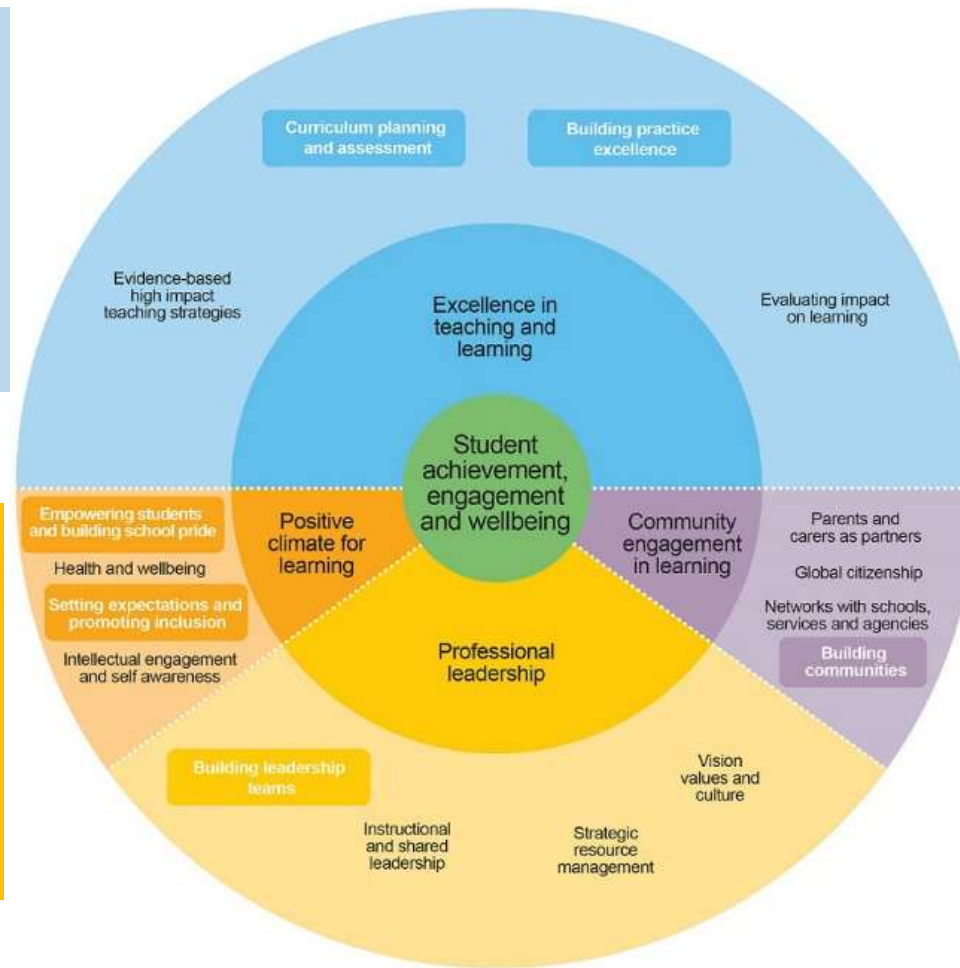 Curriculum planning
and assessment
Building practice
excellence
Evidence-based
high impact
teaching strategies
Excellence in
teaching and
learning
Evaluating impact
on learning
Student
achievement,
engagement
and wellbeing
Empowering students
and building school pride
Health and wellbeing
Setting expectations and
promoting inclusion
Intellectual engagement
and self awareness
Positive
climate for
learning
Community
engagement
in learning
Parents and
carers as partners
Global citizenship
Networks with schools,
services and agencies
Building
communities
Professional
leadership
Building leadership
teams
Instructional
and shared
leadership
Strategic
resource
management
Vision
values and
culture